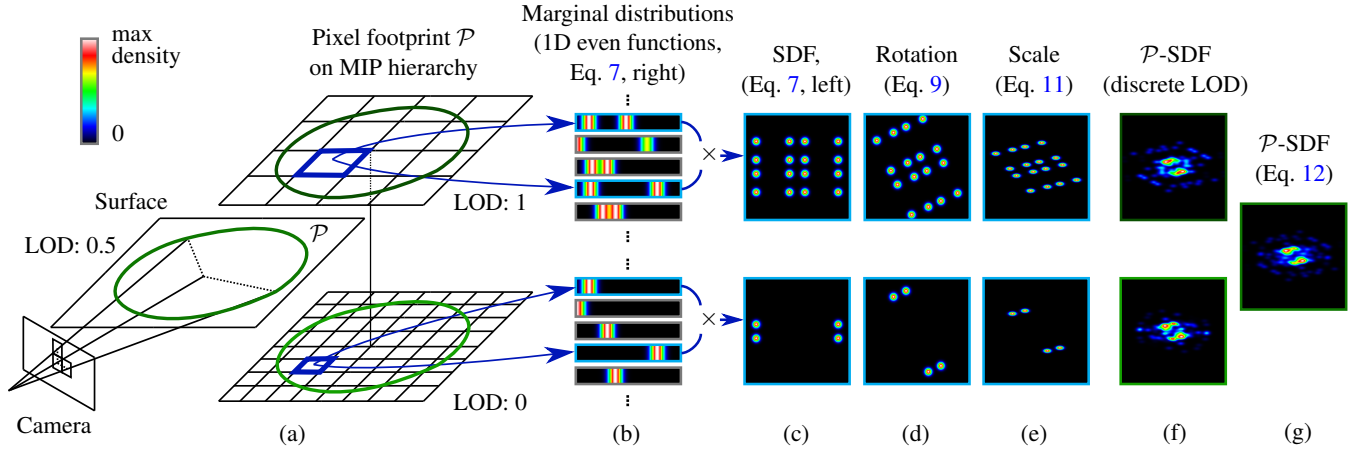 max
density
0
Pixel footprint 𝒫
on MIP hierarchy
Marginal distributions
(1D even functions,
Eq. 7, right)
SDF,
(Eq. 7, left)
Rotation
(Eq. 9)
Scale
(Eq. 11)
𝒫-SDF
(discrete LOD)
𝒫-SDF
(Eq. 12)
×
LOD: 1
Surface
LOD: 0.5
𝒫
×
LOD: 0
Camera
(a)
(b)
(c)
(d)
(e)
(f)
(g)